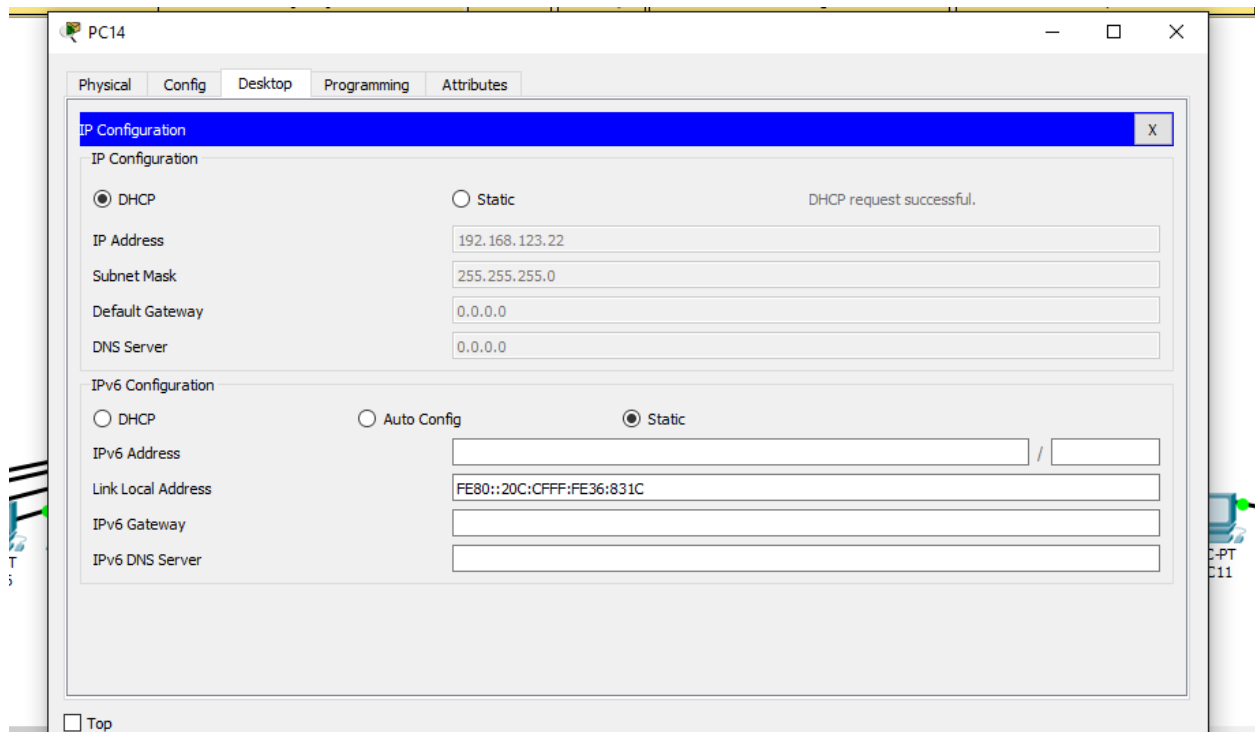 PC14
Physical Config Desktop Programming Attributes
IP Configuration X
IP Configuration
DHCP Static DHCP request successful.
IP Address 192.168.123.22
Subnet Mask 255.255.255.0
Default Gateway 0.0.0.0
DNS Server 0.0.0.0
IPv6 Configuration
DHCP Auto Config Static
IPv6 Address /
Link Local Address FE80::20C:CFFF:FE36:831C
IPv6 Gateway
IPv6 DNS Server
C-PT
C11
Top